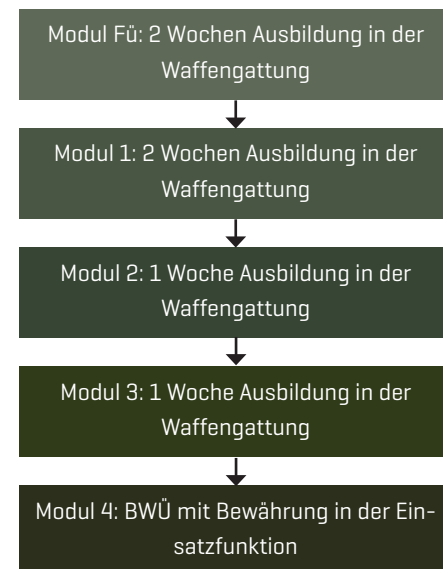 Modul Fü: 2 Wochen Ausbildung in der
Waffengattung
Modul 1: 2 Wochen Ausbildung in der
Waffengattung
Modul 2: 1 Woche Ausbildung in der
Waffengattung
Modul 3: 1 Woche Ausbildung in der
Waffengattung
Modul 4: BWÜ mit Bewährung in der Ein-
satzfunktion